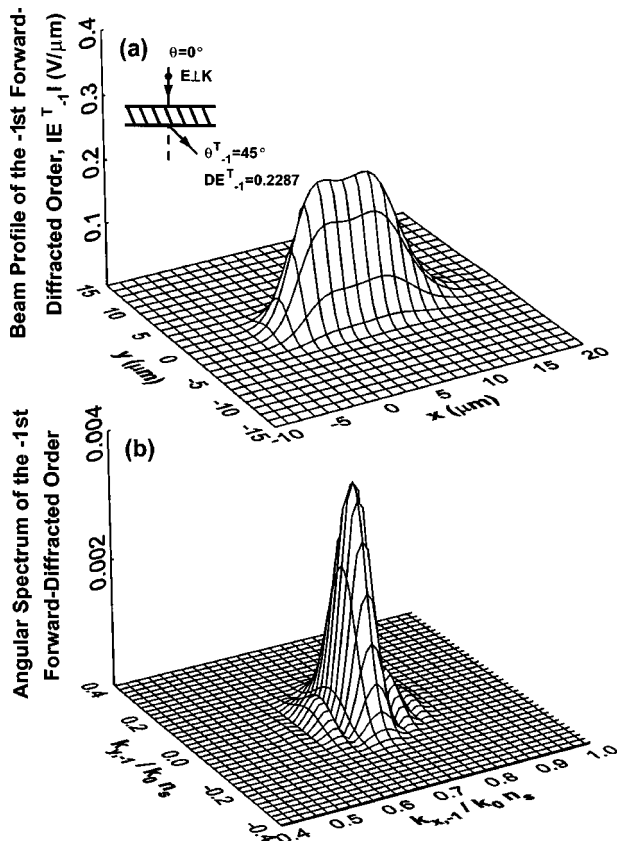 Beam Profile of the -1st Forward-
Diffracted Order, |E^T_-1| (V/μm)
0.4
0.3
0.2
0.1
(a)
θ=0°
E⊥K
θ^T_-1=45°
DE^T_-1=0.2287
15
10
5
0
-5
-10
-15
y (μm)
-10
-5
0
5
10
15
20
x (μm)
Angular Spectrum of the -1st
Forward-Diffracted Order
0.004
0.002
(b)
0.4
0.2
0.0
-0.2
-0.4
k_y,-1 / k_0 n_s
0.4
0.5
0.6
0.7
0.8
0.9
1.0
k_x,-1 / k_0 n_s